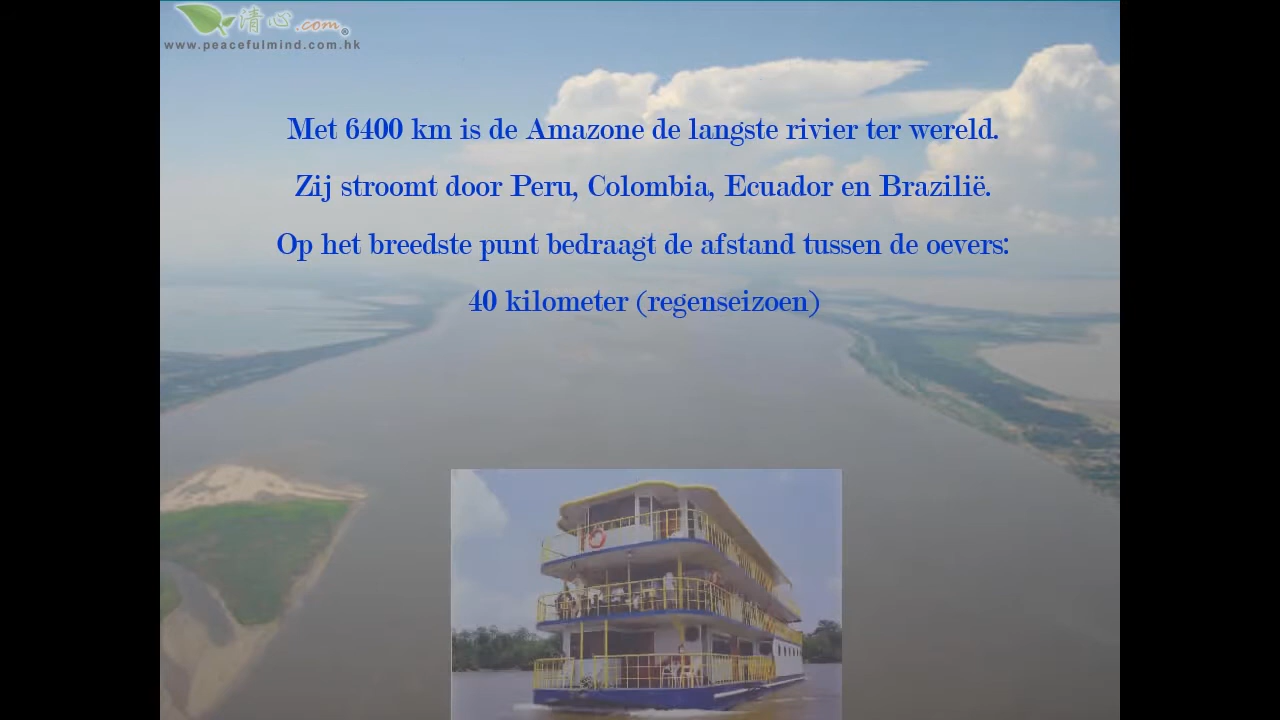 清心.com®
www.peacefulmind.com.hk
Met 6400 km is de Amazone de langste rivier ter wereld.
Zij stroomt door Peru, Colombia, Ecuador en Brazilië.
Op het breedste punt bedraagt de afstand tussen de oevers:
40 kilometer (regenseizoen)